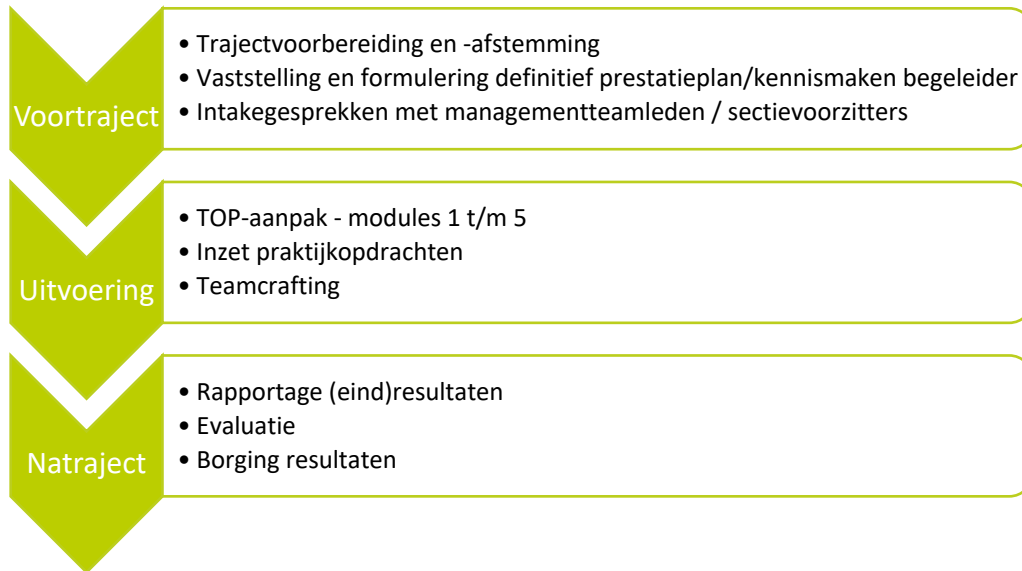 Voortraject
• Trajectvoorbereiding en -afstemming
• Vaststelling en formulering definitief prestatieplan/kennismaken begeleider
• Intakegesprekken met managementteamleden / sectievoorzitters
Uitvoering
• TOP-aanpak - modules 1 t/m 5
• Inzet praktijkopdrachten
• Teamcrafting
Natraject
• Rapportage (eind)resultaten
• Evaluatie
• Borging resultaten